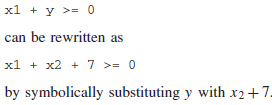 x1 + y >= 0
can be rewritten as
x1 + x2 + 7 >= 0
by symbolically substituting y with x₂+7.